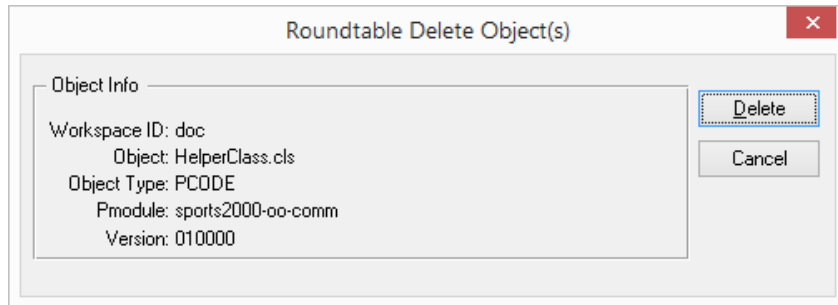 Roundtable Delete Object(s)
Object Info
Workspace ID: doc
Object: HelperClass.cls
Object Type: PCODE
Pmodule: sports2000-oo-comm
Version: 010000
Delete
Cancel